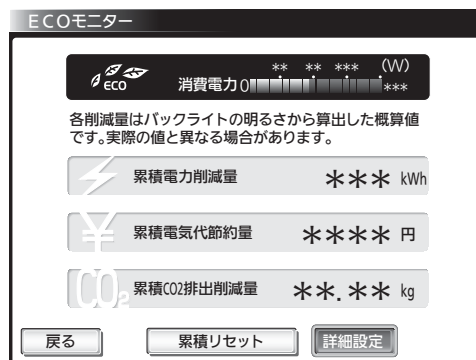 ECOモニター
** ** *** (W)
ECO 消費電力 0 ***
各削減量はバックライトの明るさから算出した概算値
です。実際の値と異なる場合があります。
累積電力削減量 *** kWh
¥ 累積電気代節約量 **** 円
CO2 累積CO2排出削減量 **.** kg
戻る 累積リセット 詳細設定